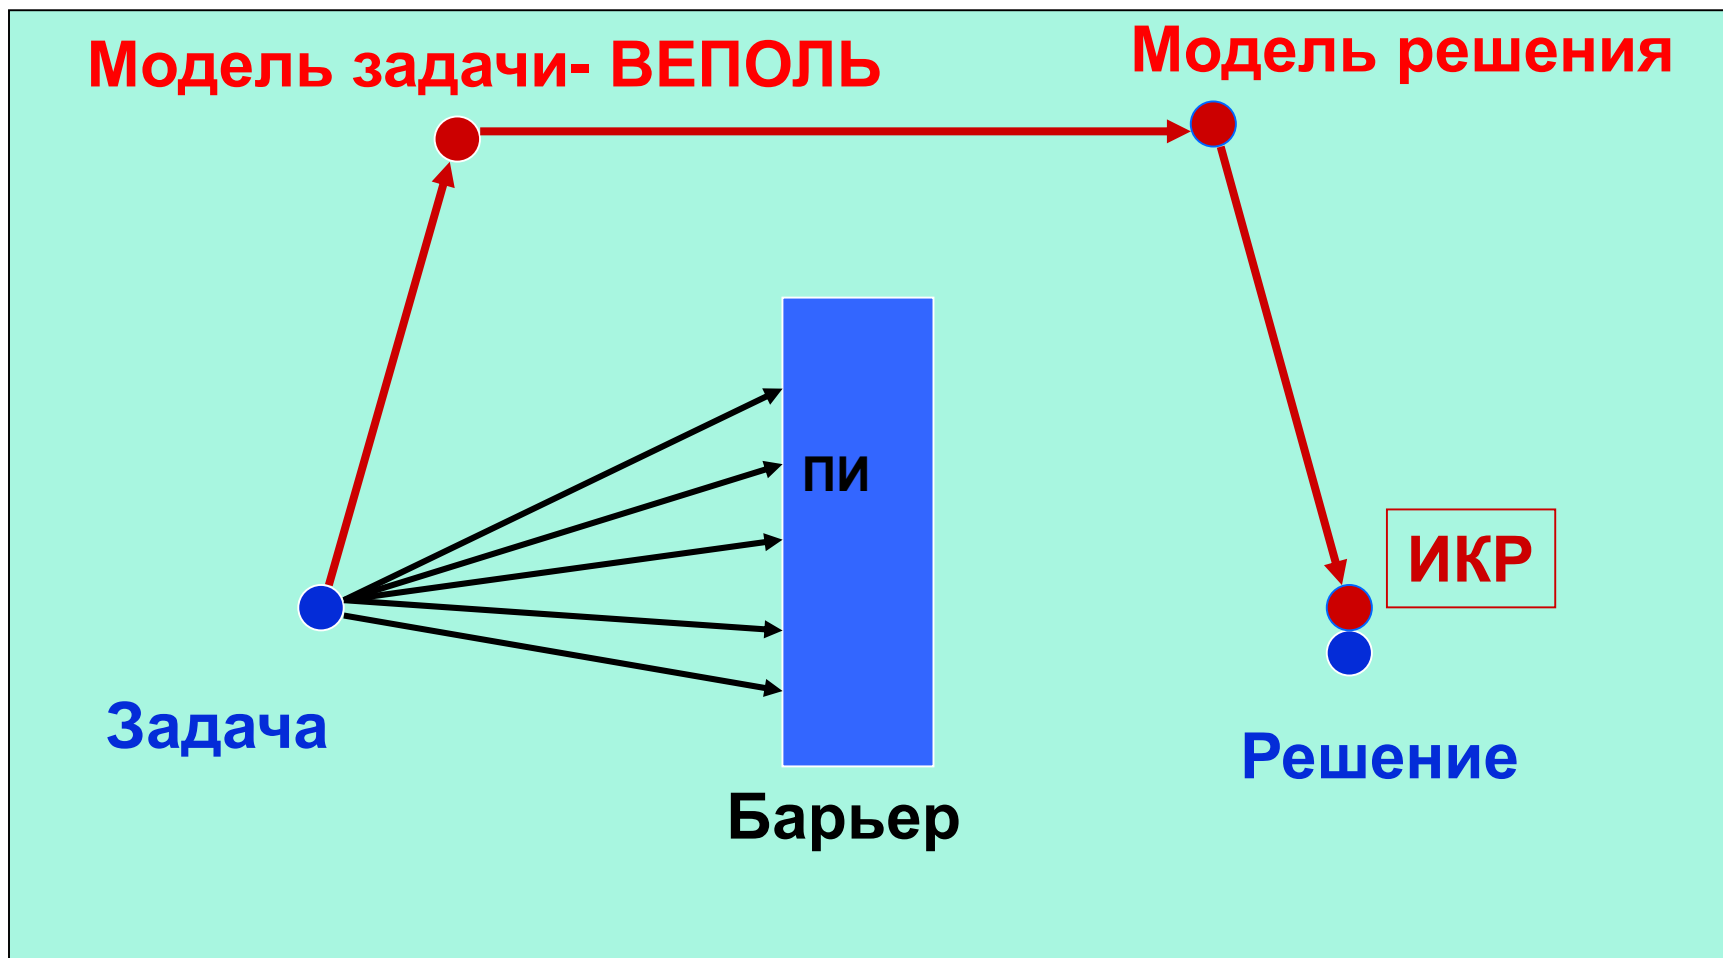 Модель задачи- ВЕПОЛЬ
Модель решения
ПИ
ИКР
Задача
Решение
Барьер